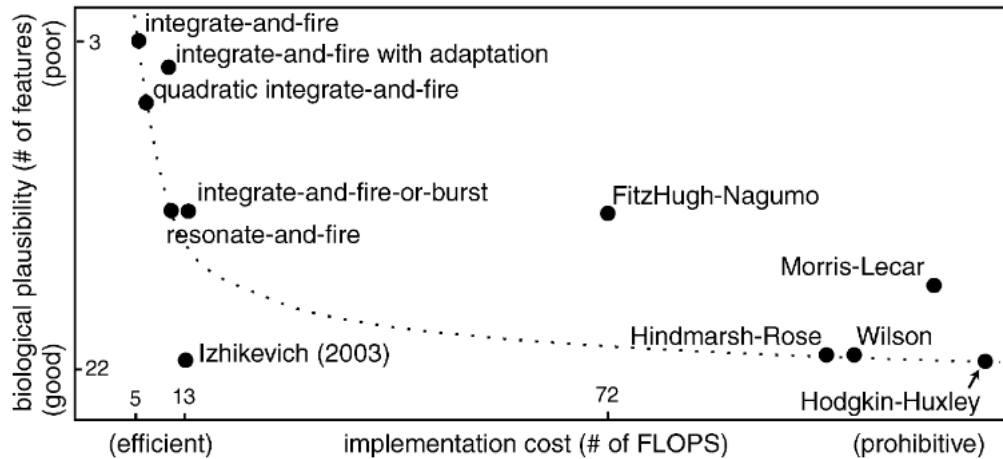 biological plausibility (# of features)
(good)
(poor)
3
22
integrate-and-fire
integrate-and-fire with adaptation
quadratic integrate-and-fire
integrate-and-fire-or-burst
resonate-and-fire
FitzHugh-Nagumo
Morris-Lecar
Hindmarsh-Rose
Wilson
Izhikevich (2003)
Hodgkin-Huxley
5
13
72
(efficient)
implementation cost (# of FLOPS)
(prohibitive)